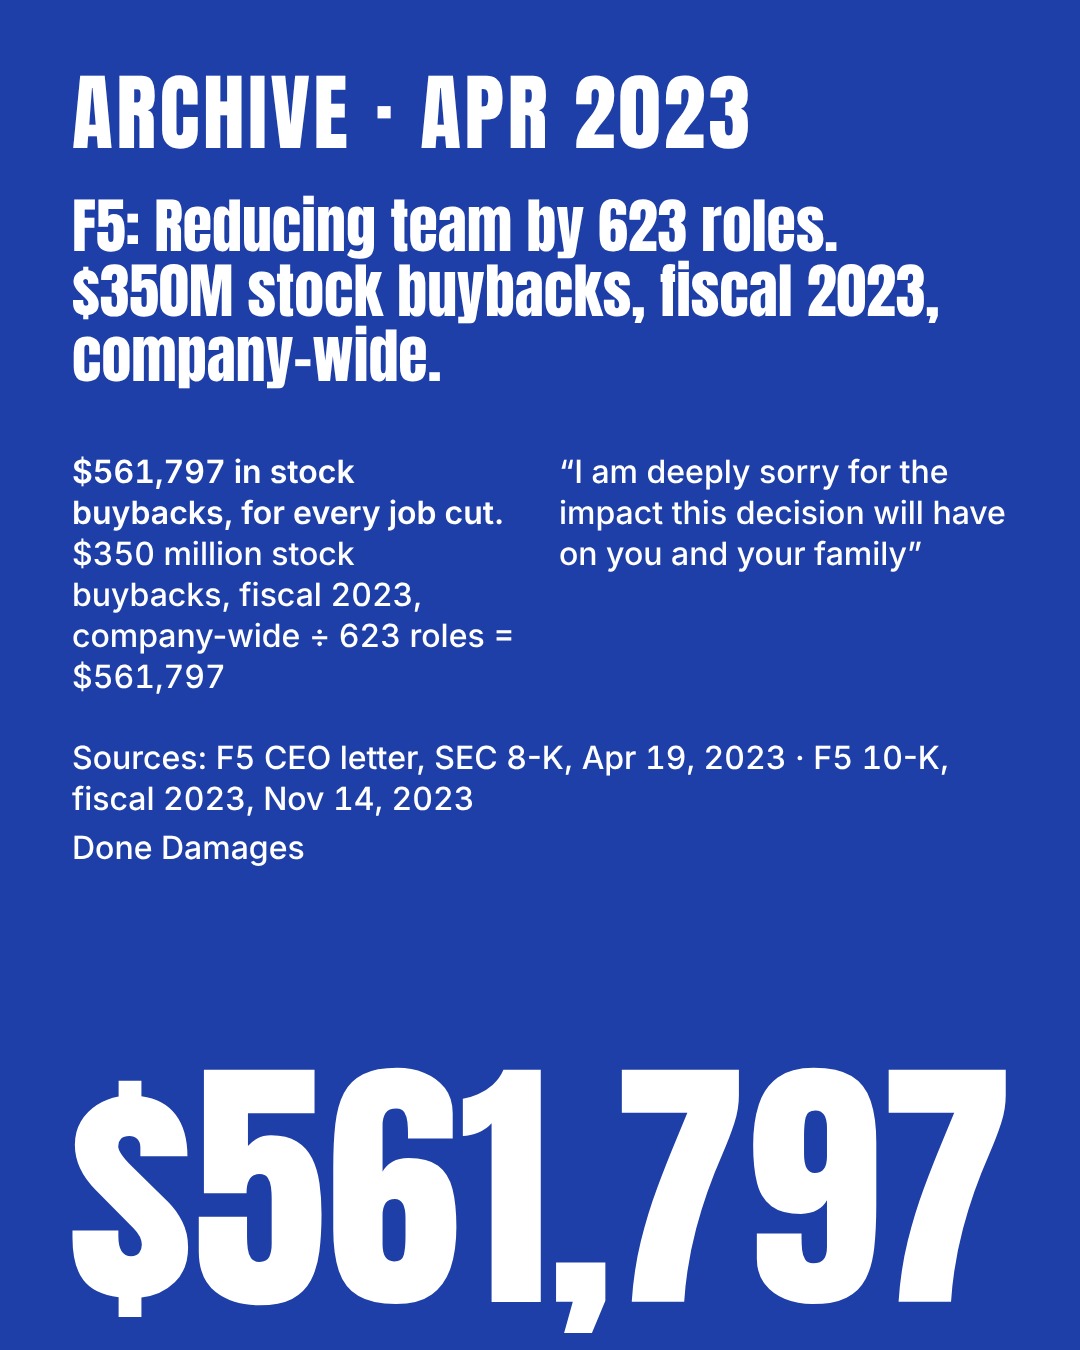 ARCHIVE · APR 2023
F5: Reducing team by 623 roles.
$350M stock buybacks, fiscal 2023,
company-wide.
$561,797 in stock
buybacks, for every job cut.
$350 million stock
buybacks, fiscal 2023,
company-wide ÷ 623 roles =
$561,797
“I am deeply sorry for the
impact this decision will have
on you and your family”
Sources: F5 CEO letter, SEC 8-K, Apr 19, 2023 · F5 10-K,
fiscal 2023, Nov 14, 2023
Done Damages
$561,797